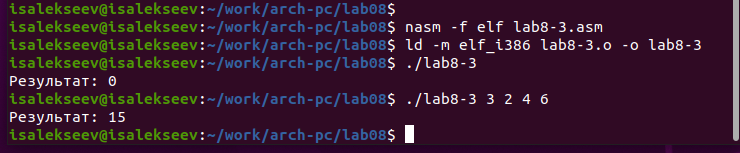 isalekseev@isalekseev:~/work/arch-pc/lab08$
isalekseev@isalekseev:~/work/arch-pc/lab08$ nasm -f elf lab8-3.asm
isalekseev@isalekseev:~/work/arch-pc/lab08$ ld -m elf_i386 lab8-3.o -o lab8-3
isalekseev@isalekseev:~/work/arch-pc/lab08$ ./lab8-3
Результат: 0
isalekseev@isalekseev:~/work/arch-pc/lab08$ ./lab8-3 3 2 4 6
Результат: 15
isalekseev@isalekseev:~/work/arch-pc/lab08$